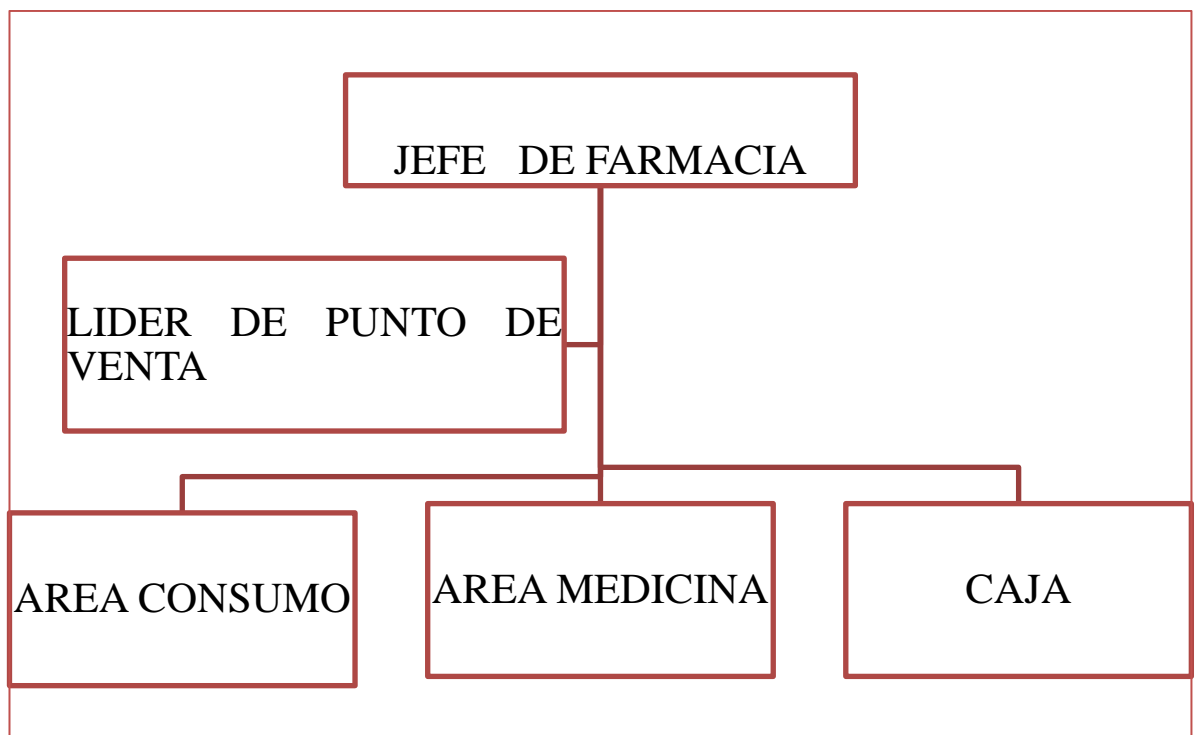 JEFE DE FARMACIA
LIDER DE PUNTO DE
VENTA
AREA CONSUMO
AREA MEDICINA
CAJA